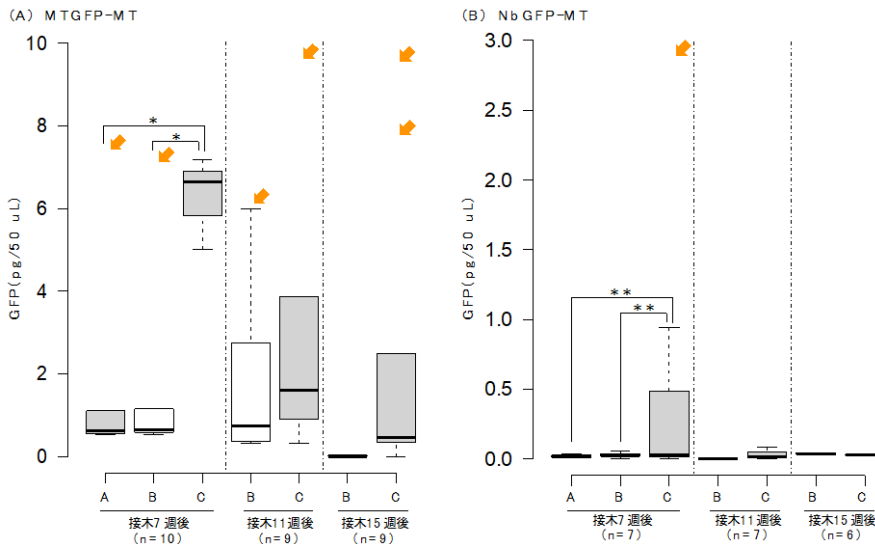 (A) MTGFP-MT
GFP(pg/50 uL)
10
8
6
4
2
0
*
*
A B C B C B C
接木7週後 接木11週後 接木15週後
(n=10) (n=9) (n=9)
(B) NbGFP-MT
GFP(pg/50 uL)
3.0
2.5
2.0
1.5
1.0
0.5
0.0
**
**
A B C B C B C
接木7週後 接木11週後 接木15週後
(n=7) (n=7) (n=6)